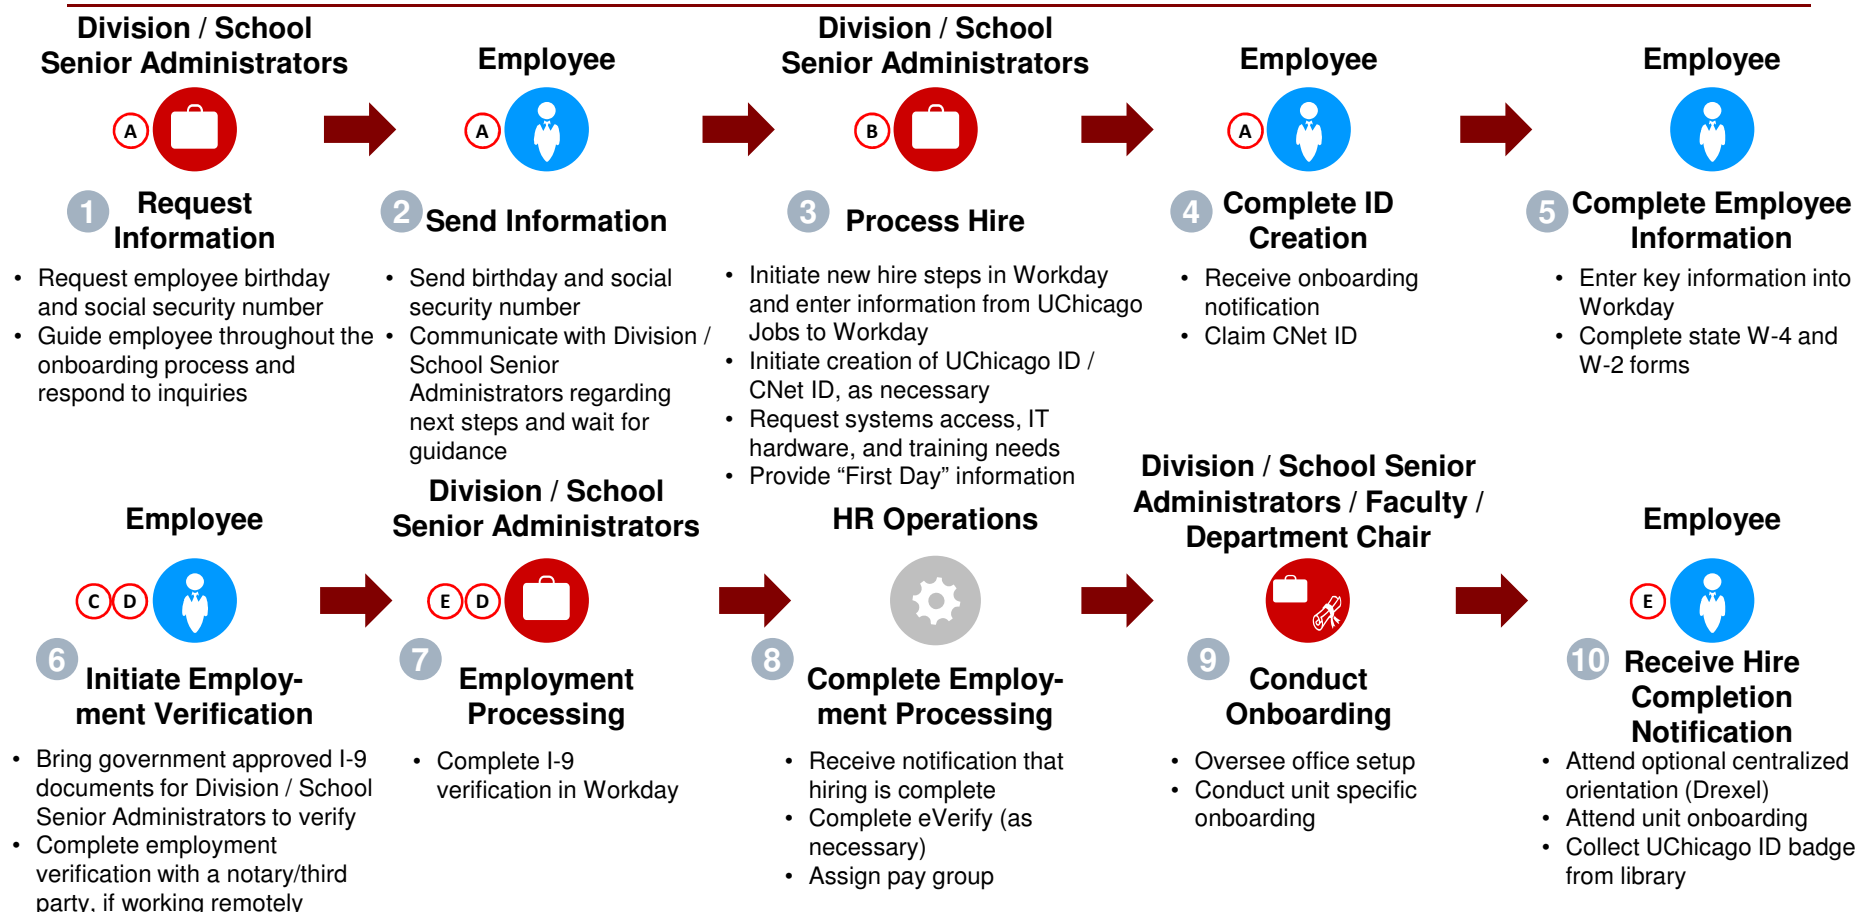 Division / School
Senior Administrators
A
1
Request
Information
• Request employee birthday
and social security number
• Guide employee throughout the
onboarding process and
respond to inquiries
Employee
A
2
Send Information
• Send birthday and social
security number
• Communicate with Division /
School Senior
Administrators regarding
next steps and wait for
guidance
Division / School
Senior Administrators
B
3
Process Hire
• Initiate new hire steps in Workday
and enter information from UChicago
Jobs to Workday
• Initiate creation of UChicago ID /
CNet ID, as necessary
• Request systems access, IT
hardware, and training needs
• Provide “First Day” information
Employee
A
4
Complete ID
Creation
• Receive onboarding
notification
• Claim CNet ID
Employee
5
Complete Employee
Information
• Enter key information into
Workday
• Complete state W-4 and
W-2 forms
Employee
C D
6
Initiate Employ-
ment Verification
• Bring government approved I-9
documents for Division / School
Senior Administrators to verify
• Complete employment
verification with a notary/third
party, if working remotely
Division / School
Senior Administrators
E D
7
Employment
Processing
• Complete I-9
verification in Workday
HR Operations
8
Complete Employ-
ment Processing
• Receive notification that
hiring is complete
• Complete eVerify (as
necessary)
• Assign pay group
Division / School Senior
Administrators / Faculty /
Department Chair
9
Conduct
Onboarding
• Oversee office setup
• Conduct unit specific
onboarding
Employee
E
10
Receive Hire
Completion
Notification
• Attend optional centralized
orientation (Drexel)
• Attend unit onboarding
• Collect UChicago ID badge
from library